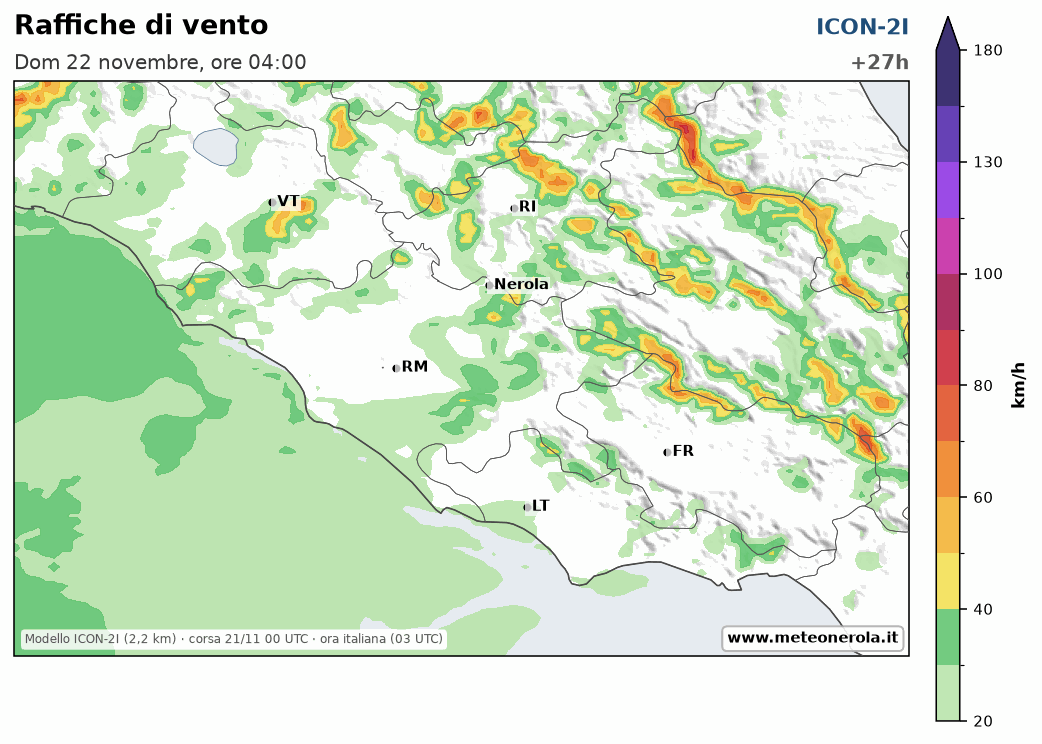 Raffiche di vento
ICON-2I
Dom 22 novembre, ore 04:00
+27h
VT
RI
Nerola
RM
FR
LT
180
130
100
80
60
40
20
km/h
Modello ICON-2I (2,2 km) · corsa 21/11 00 UTC · ora italiana (03 UTC)
www.meteonerola.it